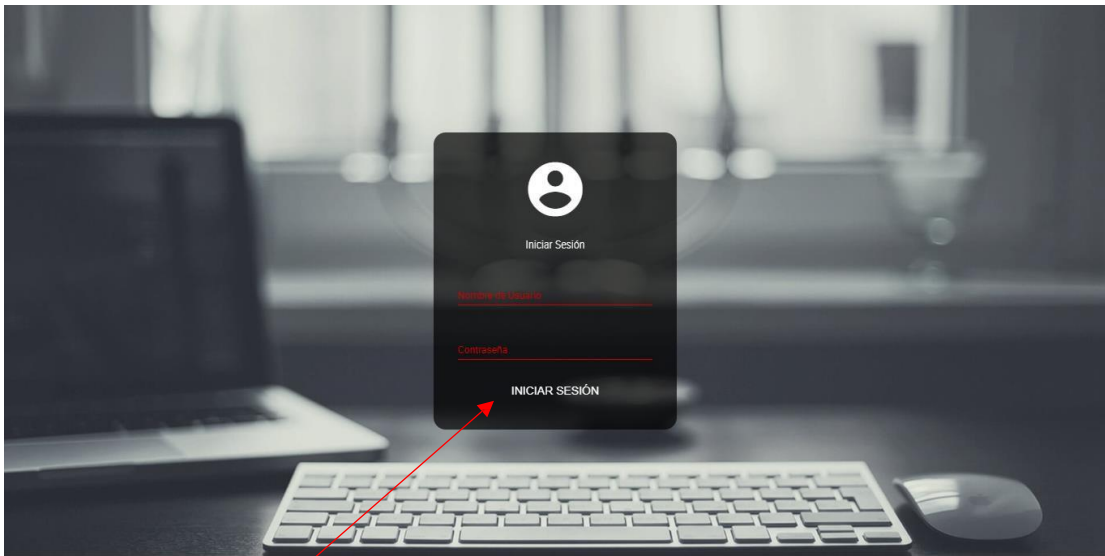 Iniciar Sesión
Nombre de Usuario
Contraseña
INICIAR SESIÓN